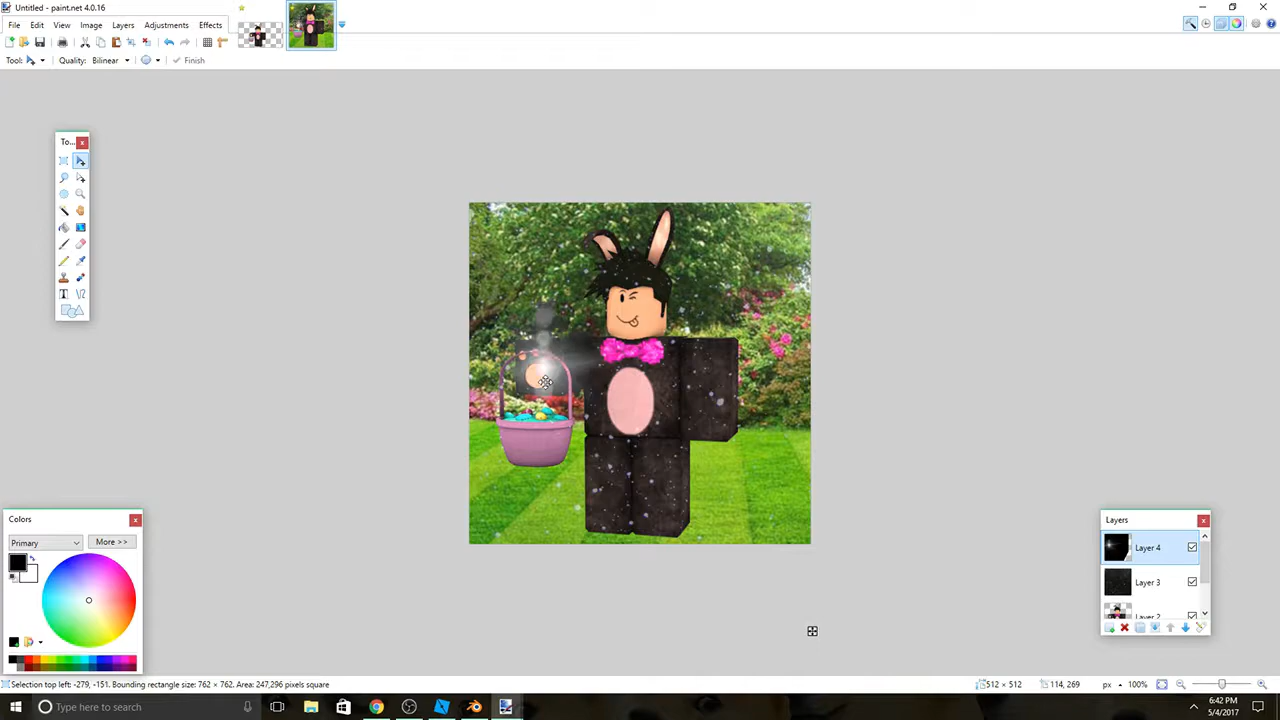 Untitled - paint.net 4.0.16
File Edit View Image Layers Adjustments Effects
Tool: Quality: Bilinear Finish
To...
Colors
Primary More >>
Layers
Layer 4
Layer 3
Layer 2
Selection top left: -279, -151. Bounding rectangle size: 762 × 762. Area: 247,296 pixels square
512 × 512 114, 269 px 100%
Type here to search
6:42 PM
5/4/2017